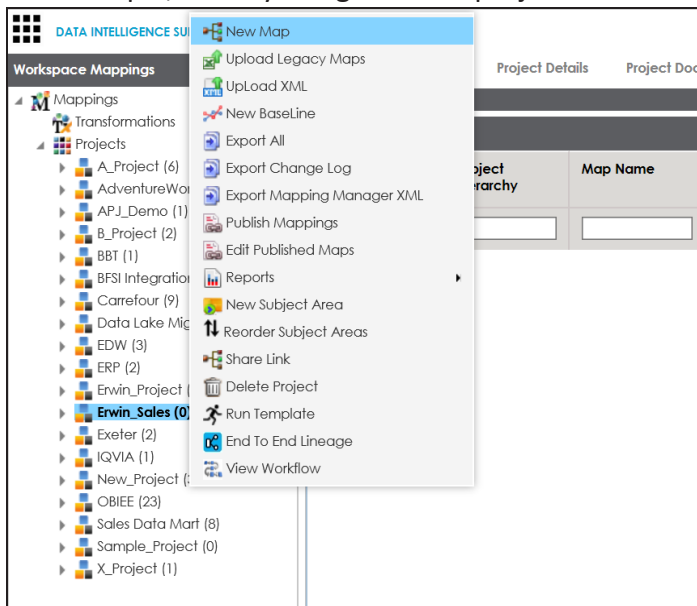 DATA INTELLIGENCE SU
Workspace Mappings
Mappings
Transformations
Projects
A_Project (6)
AdventureWor
APJ_Demo (1)
B_Project (2)
BBT (1)
BFSI Integration
Carrefour (9)
Data Lake Mig
EDW (3)
ERP (2)
Erwin_Project (
Erwin_Sales (0)
Exeter (2)
IQVIA (1)
New_Project (
OBIEE (23)
Sales Data Mart (8)
Sample_Project (0)
X_Project (1)
New Map
Upload Legacy Maps
UpLoad XML
New BaseLine
Export All
Export Change Log
Export Mapping Manager XML
Publish Mappings
Edit Published Maps
Reports
New Subject Area
Reorder Subject Areas
Share Link
Delete Project
Run Template
End To End Lineage
View Workflow
Project Details
Project Doc
oject
rarchy
Map Name